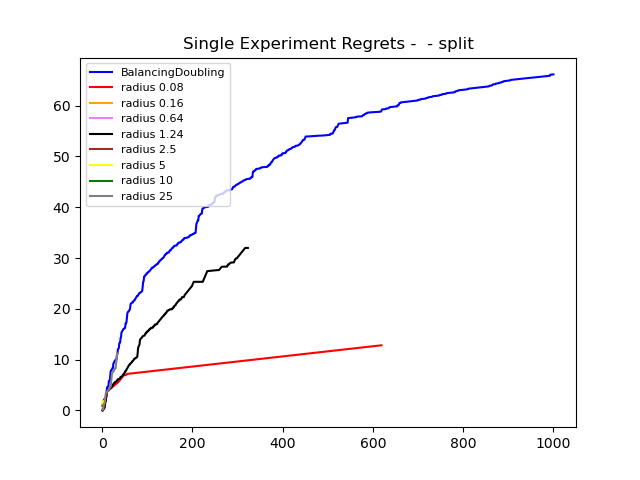 Single Experiment Regrets -  - split
BalancingDoubling
radius 0.08
radius 0.16
radius 0.64
radius 1.24
radius 2.5
radius 5
radius 10
radius 25
60
50
40
30
20
10
0
0 200 400 600 800 1000